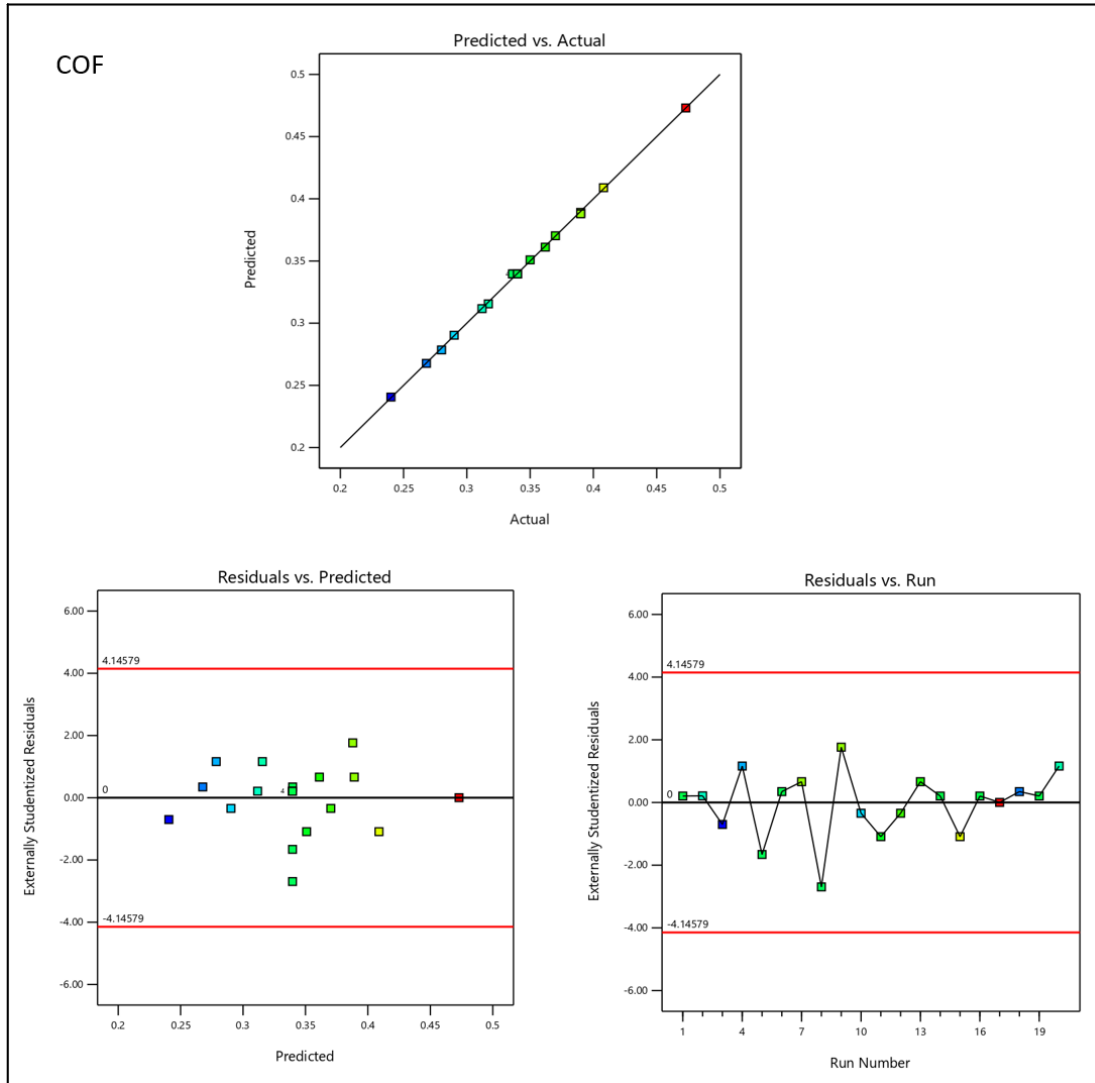 COF
Predicted vs. Actual
0.5
0.45
0.4
0.35
0.3
0.25
0.2
Predicted
0.2 0.25 0.3 0.35 0.4 0.45 0.5
Actual
Residuals vs. Predicted
6.00
4.14579
4.00
2.00
0
0.00
4
-2.00
-4.14579
-4.00
-6.00
Externally Studentized Residuals
0.2 0.25 0.3 0.35 0.4 0.45 0.5
Predicted
Residuals vs. Run
6.00
4.14579
4.00
2.00
0
0.00
-2.00
-4.14579
-4.00
-6.00
Externally Studentized Residuals
1 4 7 10 13 16 19
Run Number